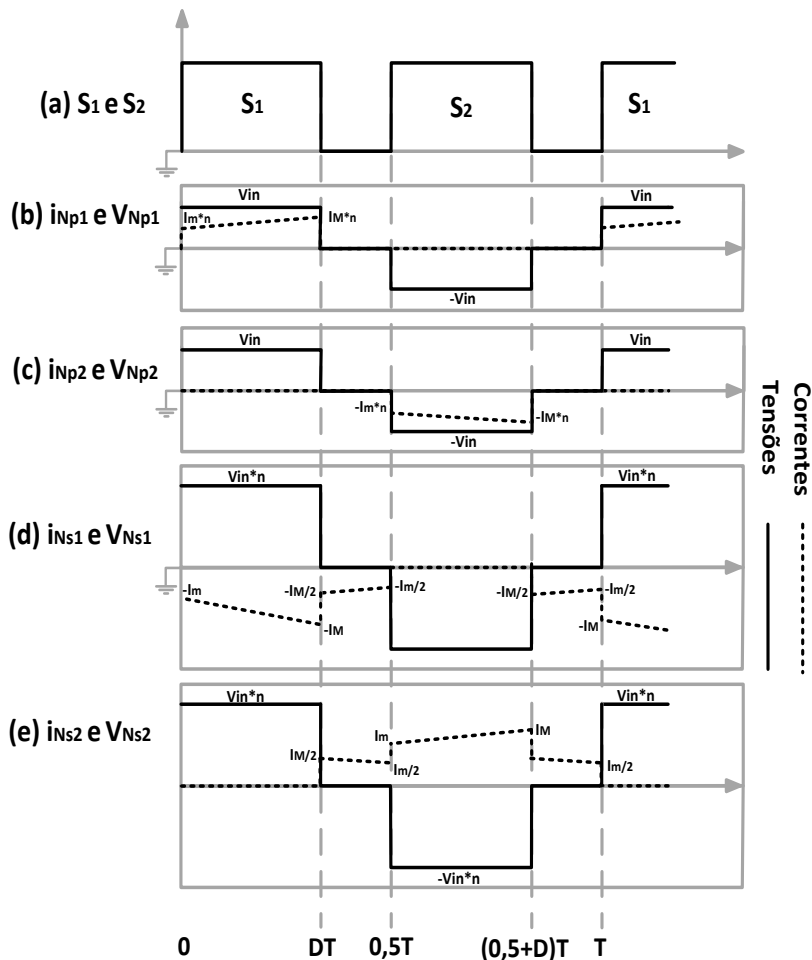 (a) S1 e S2
S1
S2
S1
(b) iNp1 e VNp1
Vin
Im*n
IM*n
-Vin
Vin
(c) iNp2 e VNp2
Vin
-Im*n
-IM*n
-Vin
Vin
(d) iNs1 e VNs1
Vin*n
-Im
-IM
-IM/2
-Im/2
-IM/2
-Im/2
-IM
Vin*n
(e) iNs2 e VNs2
Vin*n
IM/2
Im/2
Im
IM
Im/2
-Vin*n
Vin*n
0
DT
0,5T
(0,5+D)T
T
Tensões
Correntes